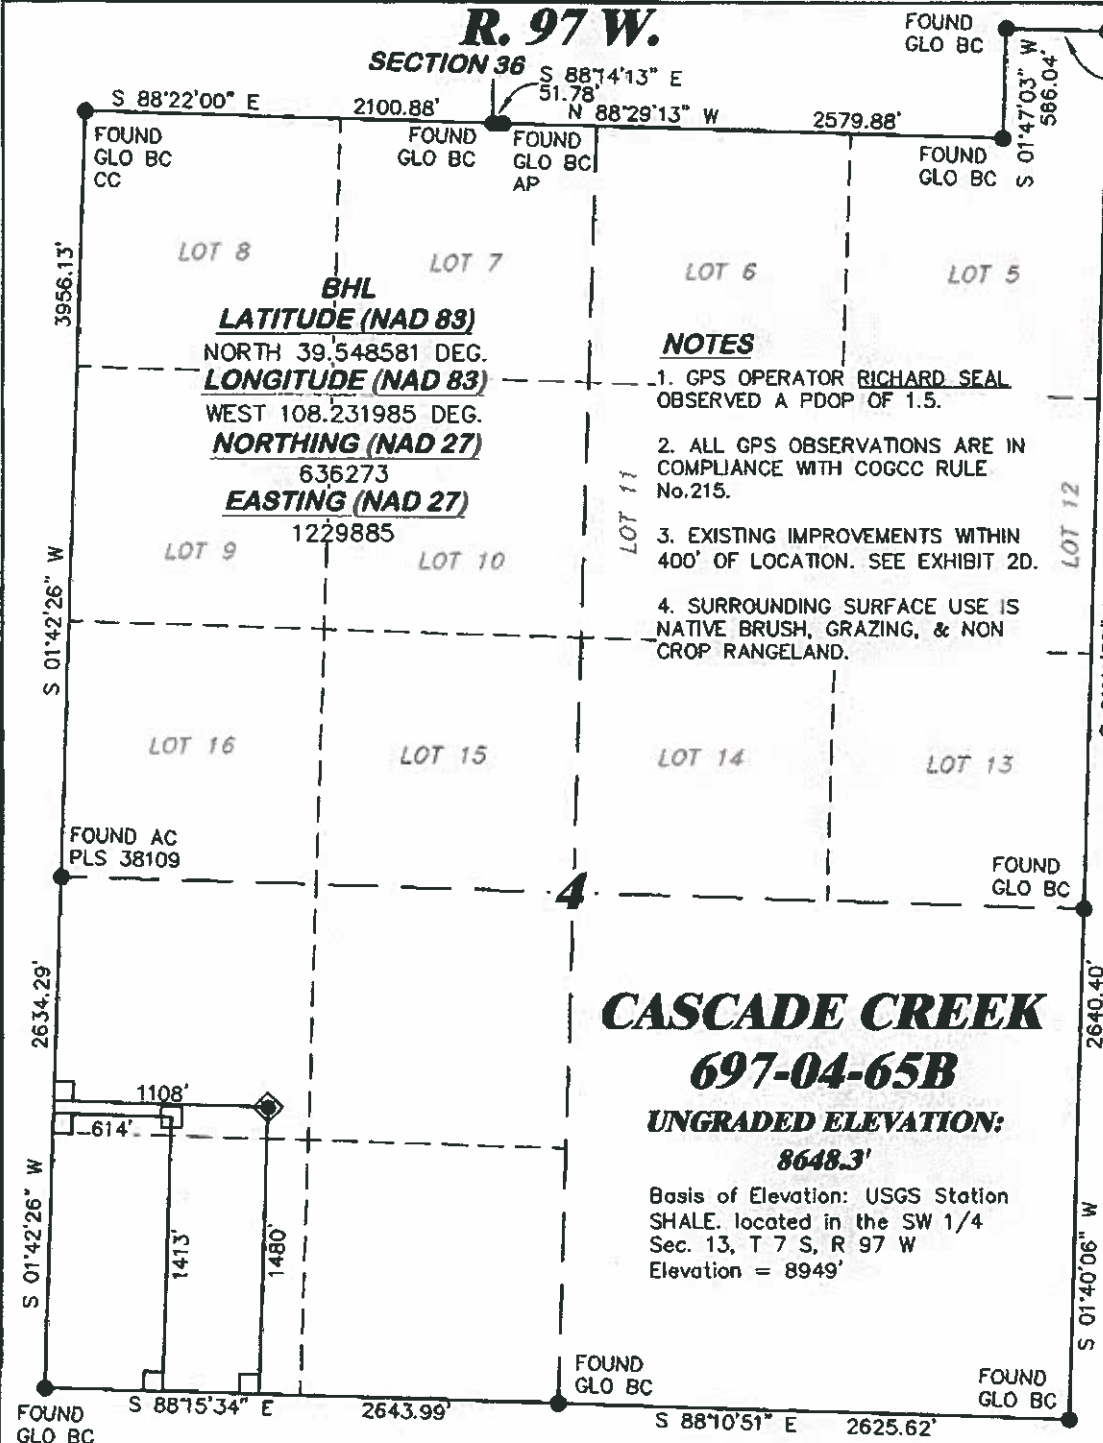 R. 97 W.
SECTION 36
FOUND
GLO BC
S 88°14'13" E
51.78'
S 88°22'00" E
2100.88'
N 88°29'13" W
2579.88'
S 01°47'03" W
586.04'
FOUND
GLO BC
CC
FOUND
GLO BC
FOUND
GLO BC
AP
FOUND
GLO BC
3956.13'
LOT 8
LOT 7
LOT 6
LOT 5
BHL
LATITUDE (NAD 83)
NORTH 39.548581 DEG.
LONGITUDE (NAD 83)
WEST 108.231985 DEG.
NORTHING (NAD 27)
636273
EASTING (NAD 27)
1229885
NOTES
1. GPS OPERATOR RICHARD SEAL
OBSERVED A PDOP OF 1.5.
2. ALL GPS OBSERVATIONS ARE IN
COMPLIANCE WITH COGCC RULE
No.215.
3. EXISTING IMPROVEMENTS WITHIN
400' OF LOCATION. SEE EXHIBIT 2D.
4. SURROUNDING SURFACE USE IS
NATIVE BRUSH, GRAZING, & NON
CROP RANGELAND.
LOT 9
LOT 10
LOT 11
LOT 12
S 01°42'26" W
LOT 16
LOT 15
LOT 14
LOT 13
FOUND AC
PLS 38109
FOUND
GLO BC
4
2634.29'
2640.40'
CASCADE CREEK
697-04-65B
UNGRADED ELEVATION:
8648.3'
Basis of Elevation: USGS Station
SHALE. located in the SW 1/4
Sec. 13, T 7 S, R 97 W
Elevation = 8949'
1108'
614'
1413'
1480'
S 01°42'26" W
S 01°40'06" W
FOUND
GLO BC
S 88°15'34" E
2643.99'
FOUND
GLO BC
S 88°10'51" E
2625.62'
FOUND
GLO BC